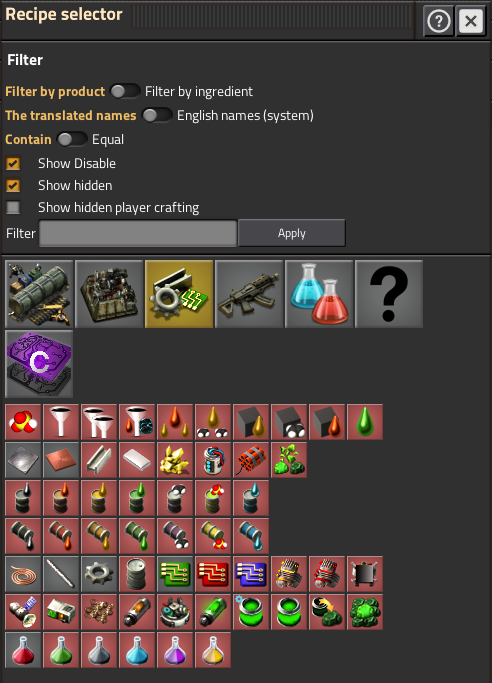 Recipe selector
?
Filter
Filter by product Filter by ingredient
The translated names English names (system)
Contain Equal
Show Disable
Show hidden
Show hidden player crafting
Filter Apply
?
C